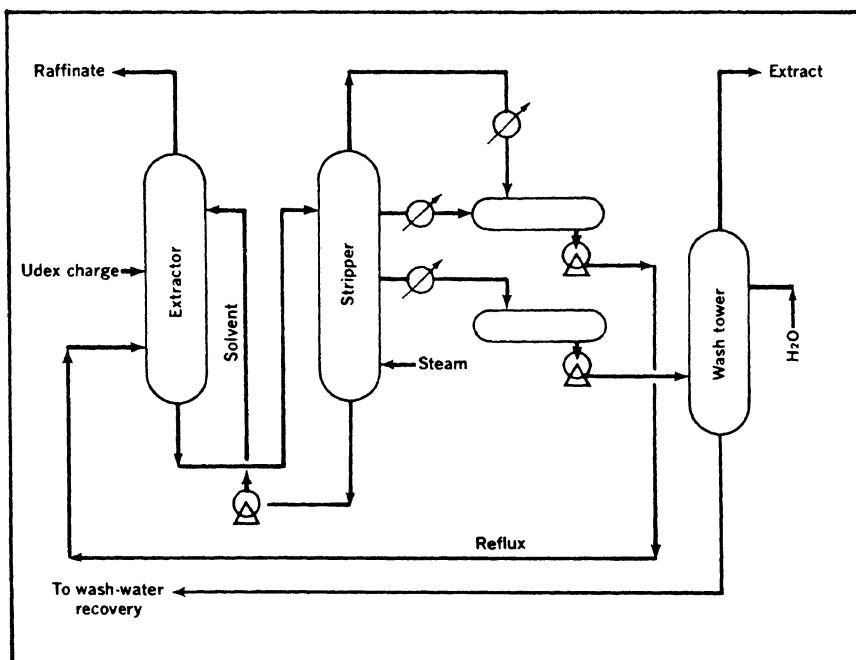 Raffinate
Extract
Udex charge
Extractor
Solvent
Stripper
Steam
Wash tower
H2O
Reflux
To wash-water
recovery